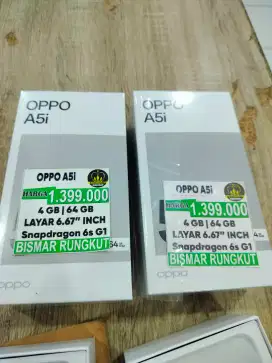 OPPO
A5i
OPPO A5i
HARGA 1.399.000
4 GB | 64 GB
LAYAR 6.67" INCH
Snapdragon 6s G1
BISMAR RUNGKUT
oppo
OPPO
A5i
OPPO A5i
HARGA 1.399.000
4 GB | 64 GB
LAYAR 6.67" INCH
Snapdragon 6s G1
BISMAR RUNGKUT
oppo